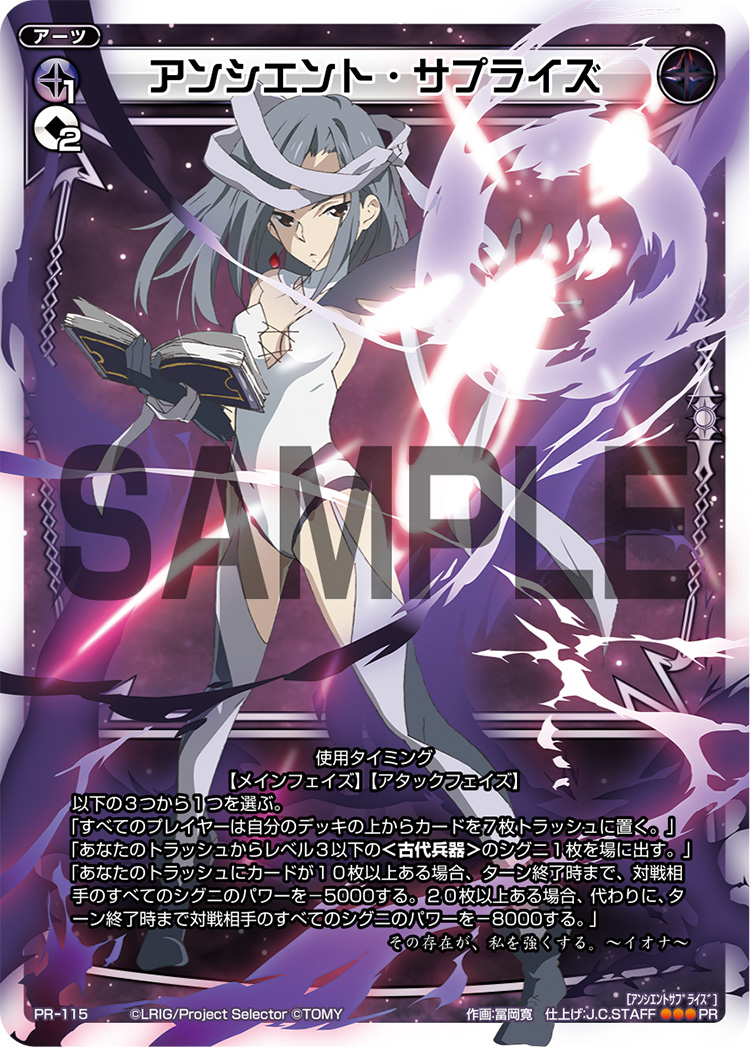 アーツ
アンシエント・サプライズ
1
2
SAMPLE
使用タイミング
【メインフェイズ】【アタックフェイズ】
以下の3つから1つを選ぶ。
「すべてのプレイヤーは自分のデッキの上からカードを7枚トラッシュに置く。」
「あなたのトラッシュからレベル3以下の<古代兵器>のシグニ1枚を場に出す。」
「あなたのトラッシュにカードが10枚以上ある場合、ターン終了時まで、対戦相
手のすべてのシグニのパワーを-5000する。20枚以上ある場合、代わりに、タ
ーン終了時まで対戦相手のすべてのシグニのパワーを-8000する。」
その存在が、私を強くする。~イオナ~
[アンシエントサプライズ]
PR-115 ©LRIG/Project Selector ©TOMY 作画:冨岡寛 仕上げ:J.C.STAFF PR